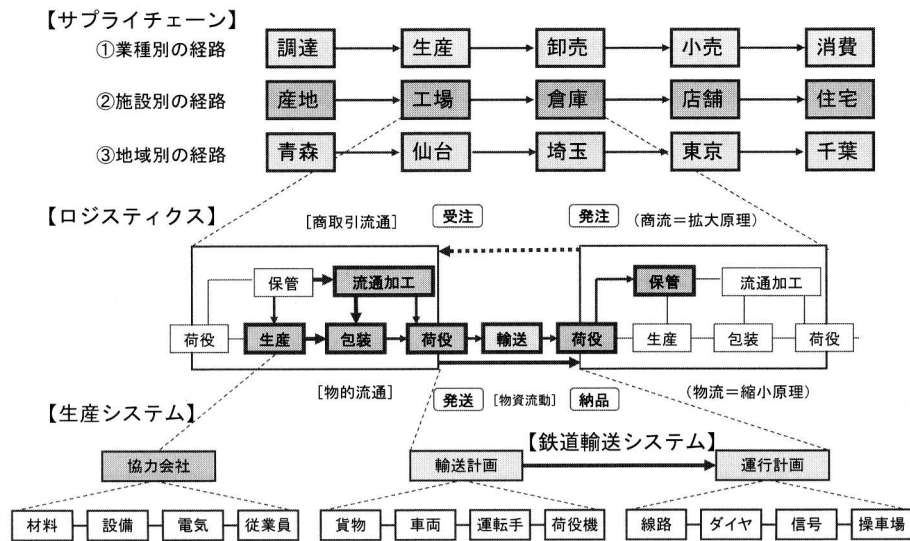 【サプライチェーン】
①業種別の経路 調達 生産 卸売 小売 消費
②施設別の経路 産地 工場 倉庫 店舗 住宅
③地域別の経路 青森 仙台 埼玉 東京 千葉
【ロジスティクス】 [商取引流通] 受注 発注 (商流=拡大原理)
保管 流通加工 保管 流通加工
荷役 生産 包装 荷役 輸送 荷役 生産 包装 荷役
[物的流通] 発送 [物資流動] 納品 (物流=縮小原理)
【生産システム】
【鉄道輸送システム】
協力会社 輸送計画 運行計画
材料 設備 電気 従業員 貨物 車両 運転手 荷役機 線路 ダイヤ 信号 操車場